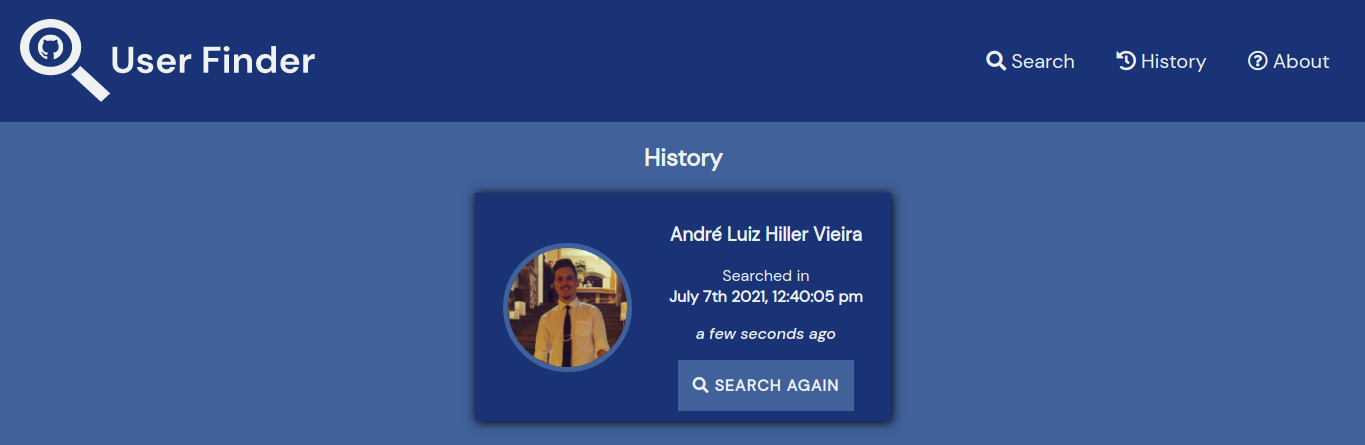 User Finder
Search
History
About
History
André Luiz Hiller Vieira
Searched in
July 7th 2021, 12:40:05 pm
a few seconds ago
SEARCH AGAIN